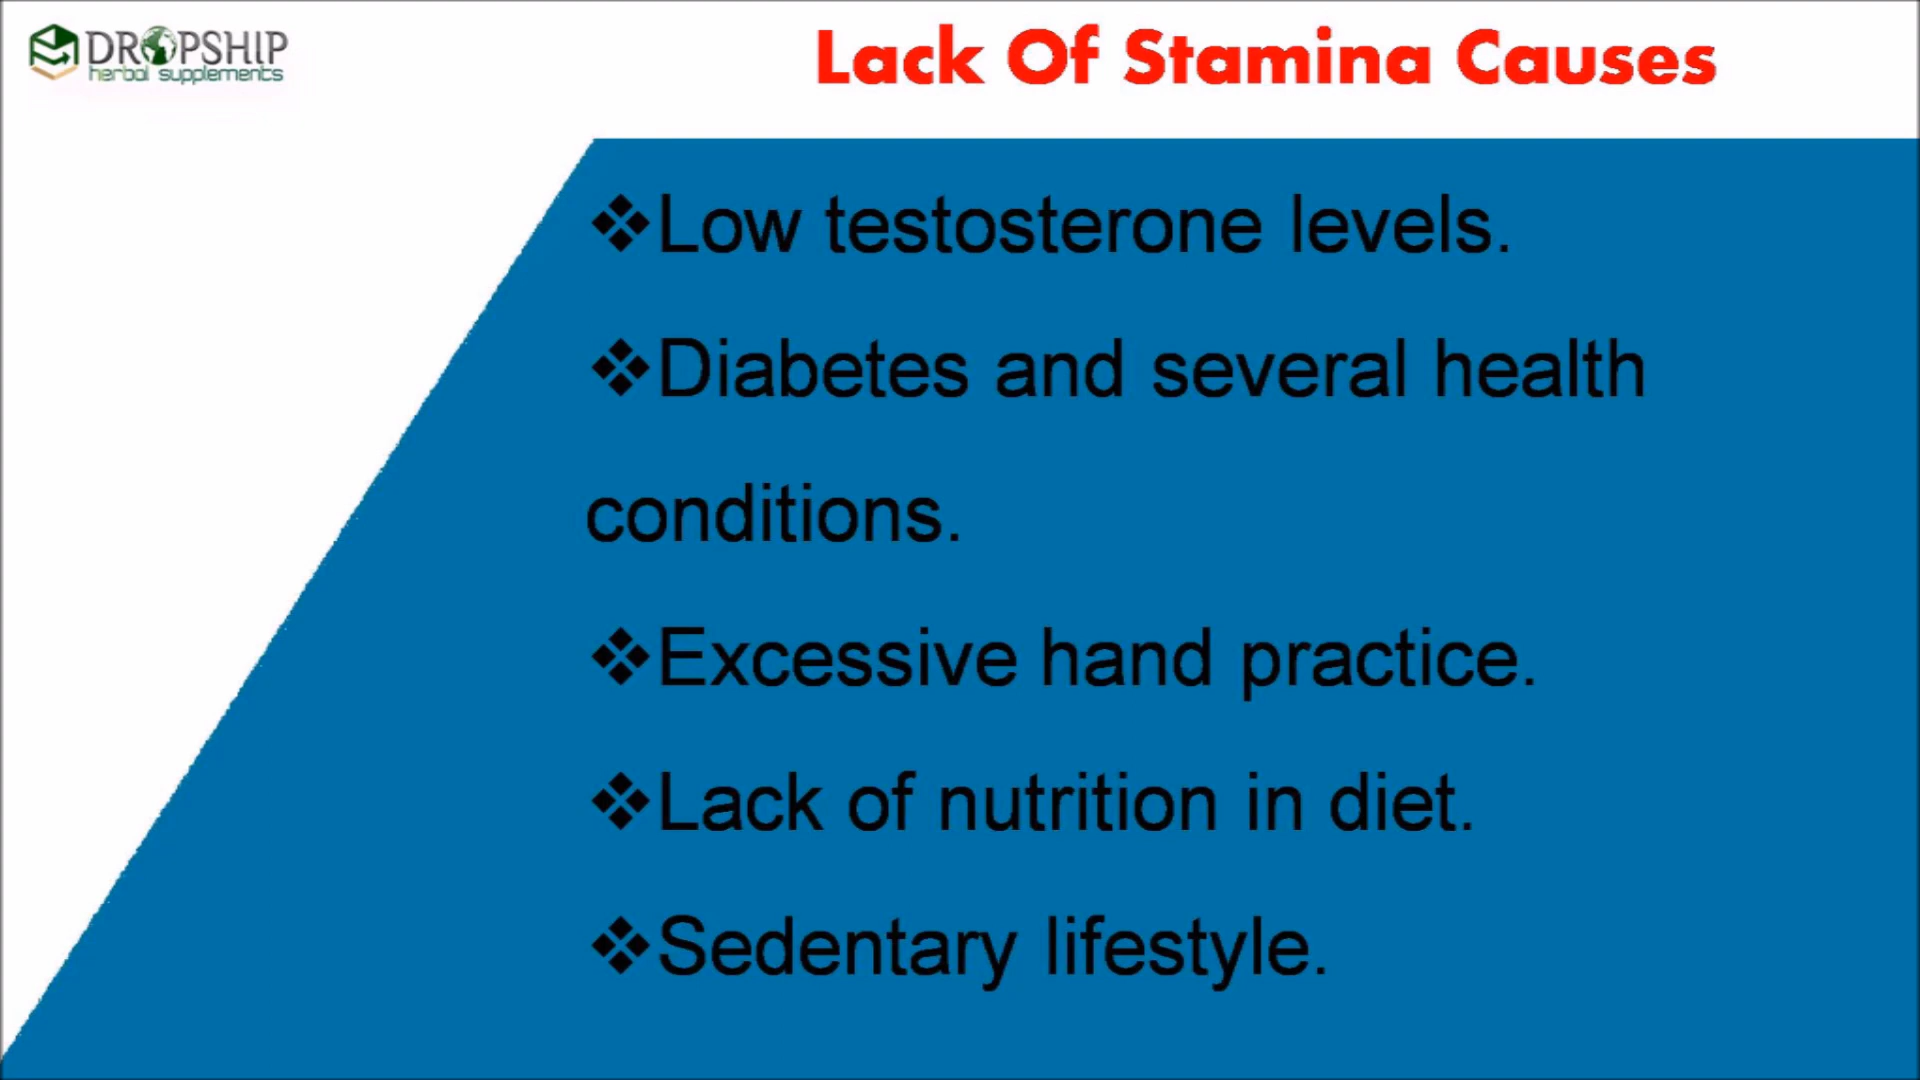 DROPSHIP
herbal supplements
Lack Of Stamina Causes
❖Low testosterone levels.
❖Diabetes and several health
conditions.
❖Excessive hand practice.
❖Lack of nutrition in diet.
❖Sedentary lifestyle.